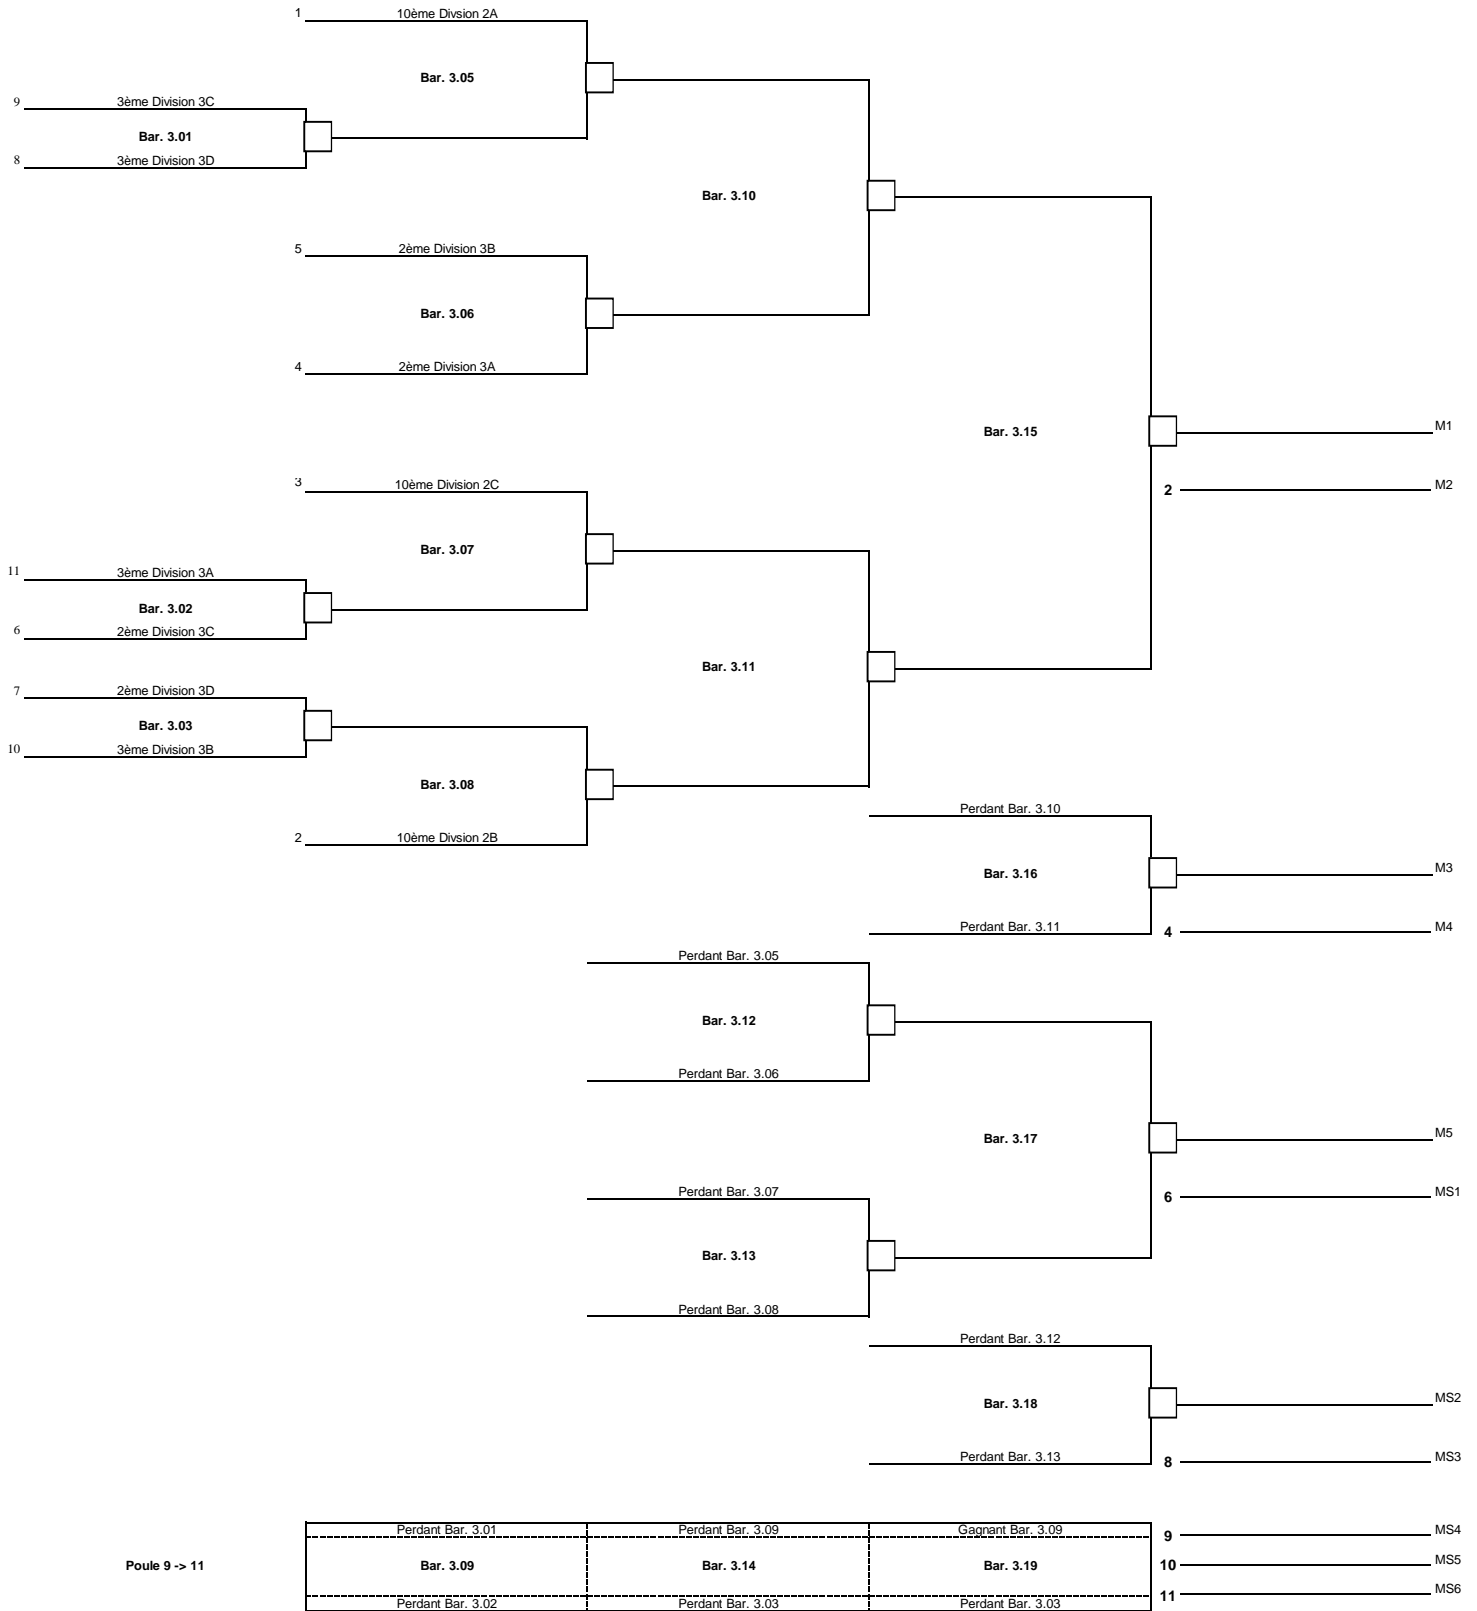 1 10ème Divsion 2A
Bar. 3.05
9 3ème Division 3C
Bar. 3.01
8 3ème Division 3D
Bar. 3.10
5 2ème Division 3B
Bar. 3.06
4 2ème Division 3A
Bar. 3.15
M1
3 10ème Division 2C
2 M2
Bar. 3.07
11 3ème Division 3A
Bar. 3.02
6 2ème Division 3C
Bar. 3.11
7 2ème Division 3D
Bar. 3.03
10 3ème Division 3B
Bar. 3.08
Perdant Bar. 3.10
2 10ème Divsion 2B
Bar. 3.16
M3
Perdant Bar. 3.11
4 M4
Perdant Bar. 3.05
Bar. 3.12
Perdant Bar. 3.06
Bar. 3.17
M5
Perdant Bar. 3.07
6 MS1
Bar. 3.13
Perdant Bar. 3.08
Perdant Bar. 3.12
Bar. 3.18
MS2
Perdant Bar. 3.13
8 MS3
Perdant Bar. 3.01 Perdant Bar. 3.09 Gagnant Bar. 3.09
9 MS4
Poule 9 -> 11 Bar. 3.09 Bar. 3.14 Bar. 3.19
10 MS5
11 MS6
Perdant Bar. 3.02 Perdant Bar. 3.03 Perdant Bar. 3.03